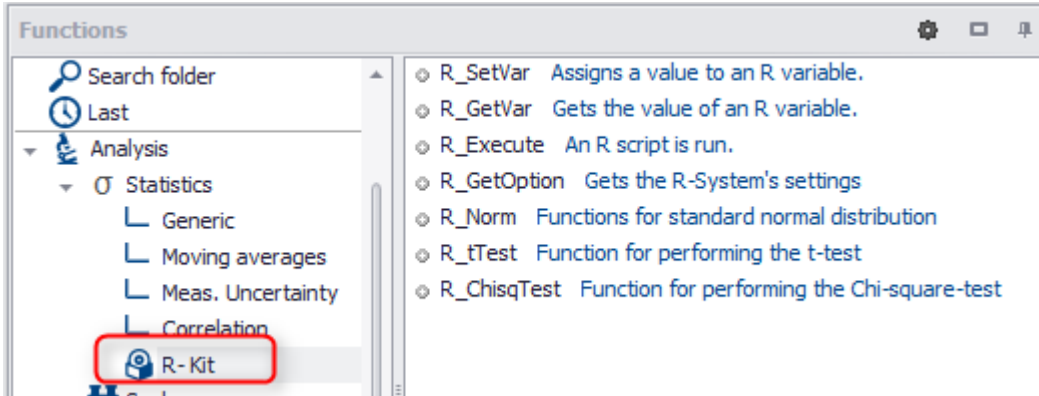 Functions
Search folder
Last
Analysis
σ Statistics
Generic
Moving averages
Meas. Uncertainty
Correlation
R-Kit
R_SetVar Assigns a value to an R variable.
R_GetVar Gets the value of an R variable.
R_Execute An R script is run.
R_GetOption Gets the R-System's settings
R_Norm Functions for standard normal distribution
R_tTest Function for performing the t-test
R_ChisqTest Function for performing the Chi-square-test